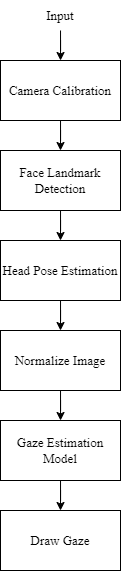 Input
Camera Calibration
Face Landmark
Detection
Head Pose Estimation
Normalize Image
Gaze Estimation
Model
Draw Gaze